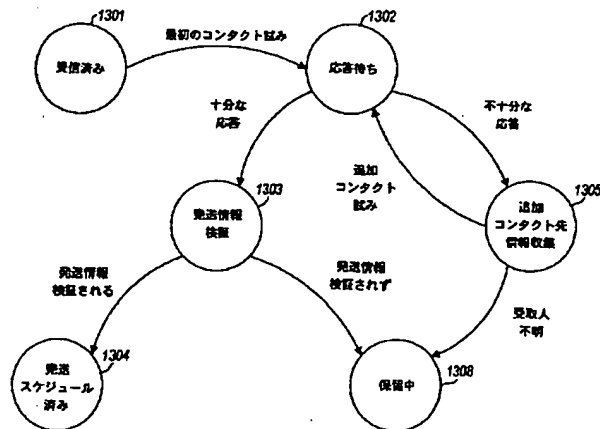 1301
受信済み
最初のコンタクト試み
1302
応答待ち
十分な
応答
不十分な
応答
追加
コンタクト
試み
1303
発送情報
検証
1305
追加
コンタクト先
情報収集
発送情報
検証される
発送情報
検証されず
受取人
不明
1304
発送
スケジュール
済み
保留中
1308